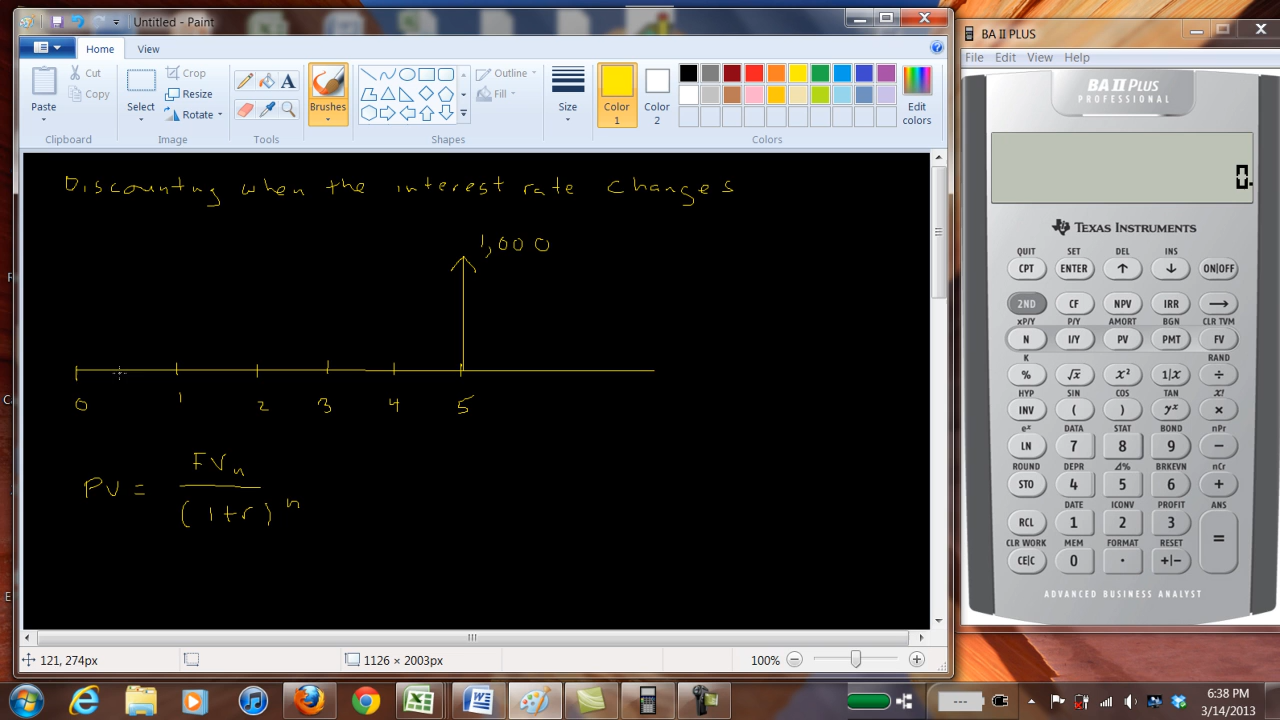 Untitled - Paint
BA II PLUS
Home View
File Edit View Help
Paste
Cut
Copy
Select
Crop
Resize
Rotate
Brushes
Outline
Fill
Size
Color 1
Color 2
Edit colors
Clipboard
Image
Tools
Shapes
Colors
BA II PLUS
PROFESSIONAL
0.
TEXAS INSTRUMENTS
QUIT SET DEL INS
CPT ENTER ↑ ↓ ON|OFF
2ND CF NPV IRR →
xP/Y P/Y AMORT BGN CLR TVM
N I/Y PV PMT FV
K RAND
% √x x² 1/x ÷
HYP SIN COS TAN x!
INV ( ) yˣ ×
eˣ DATA STAT BOND nPr
LN 7 8 9 −
ROUND DEPR Δ% BRKEVN nCr
STO 4 5 6 +
DATE ICONV PROFIT ANS
RCL 1 2 3 =
CLR WORK MEM FORMAT RESET
CE|C 0 . +|−
ADVANCED BUSINESS ANALYST
Discounting when the interest rate changes
1,000
0 1 2 3 4 5
PV = FVn
(1+r)ⁿ
121, 274px
1126 × 2003px
100%
6:38 PM
3/14/2013